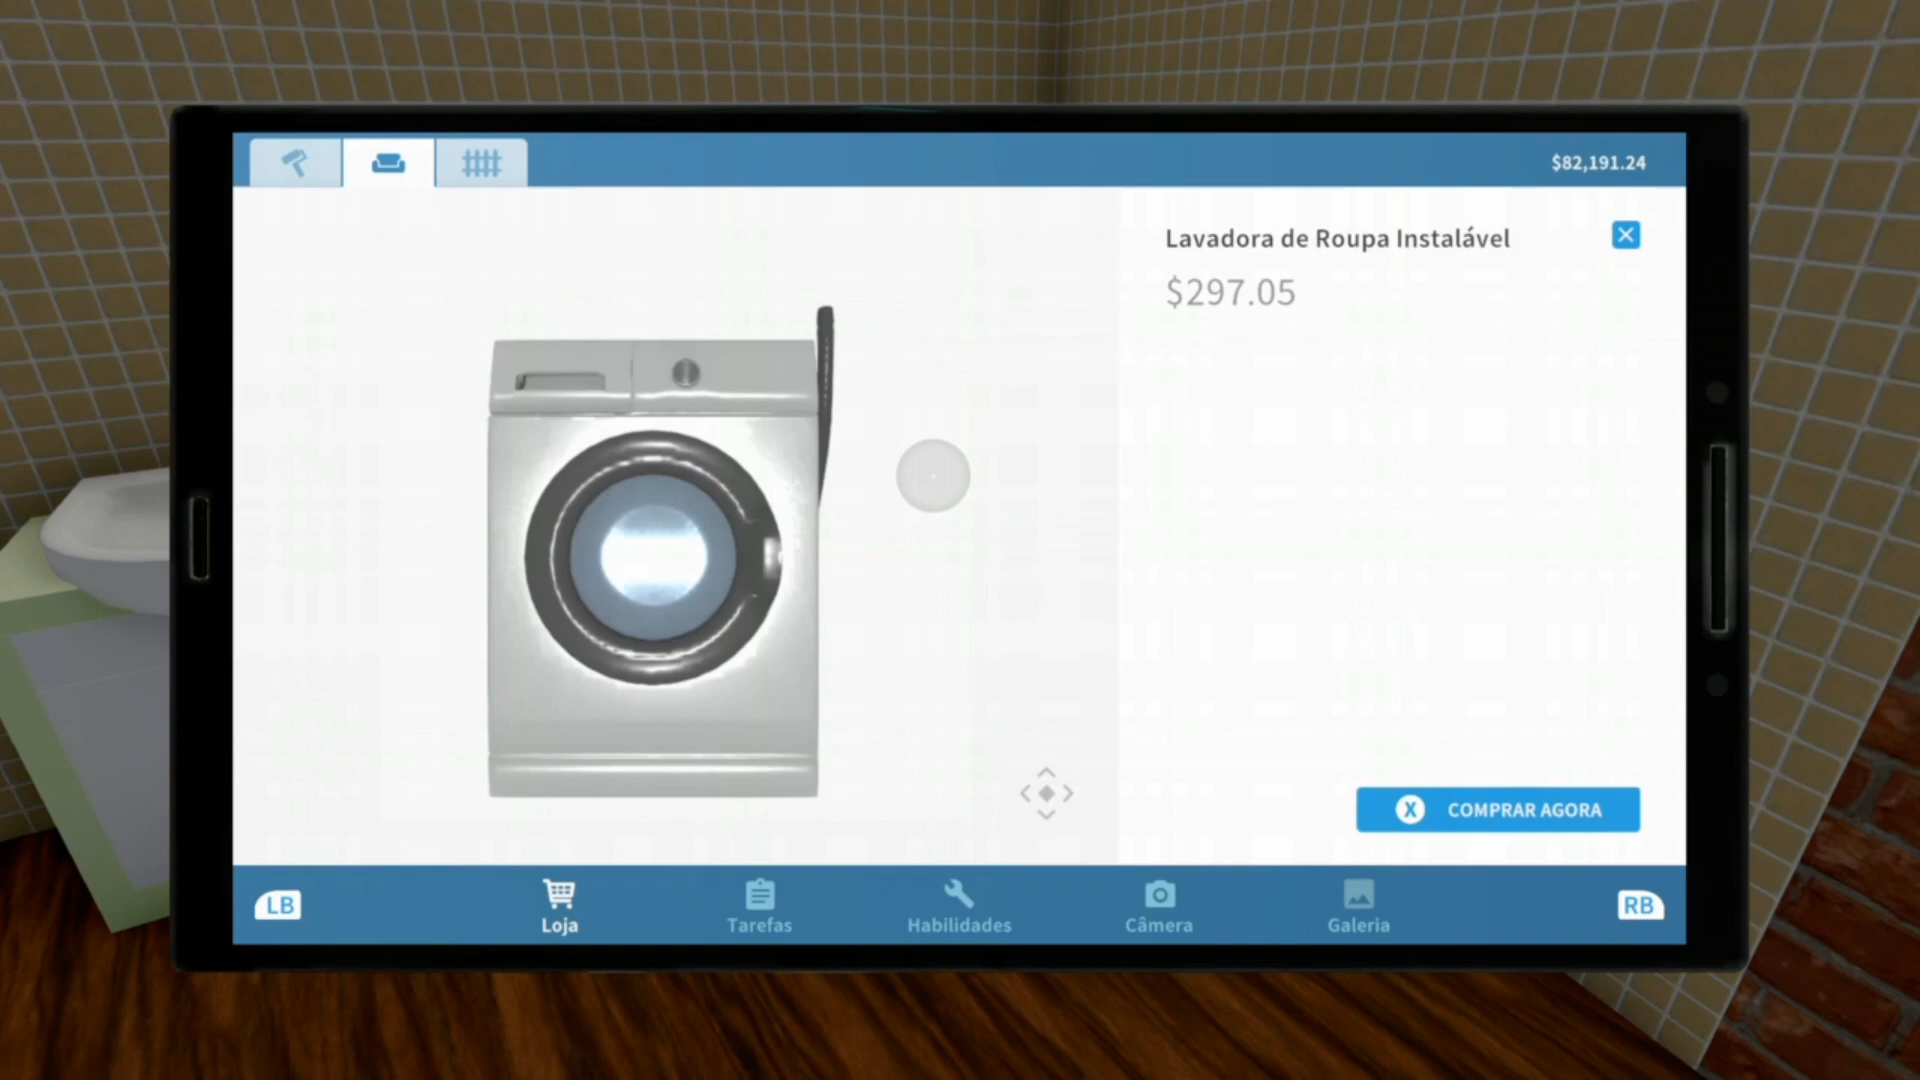 $82,191.24
Lavadora de Roupa Instalável
$297.05
X COMPRAR AGORA
LB
Loja
Tarefas
Habilidades
Câmera
Galeria
RB